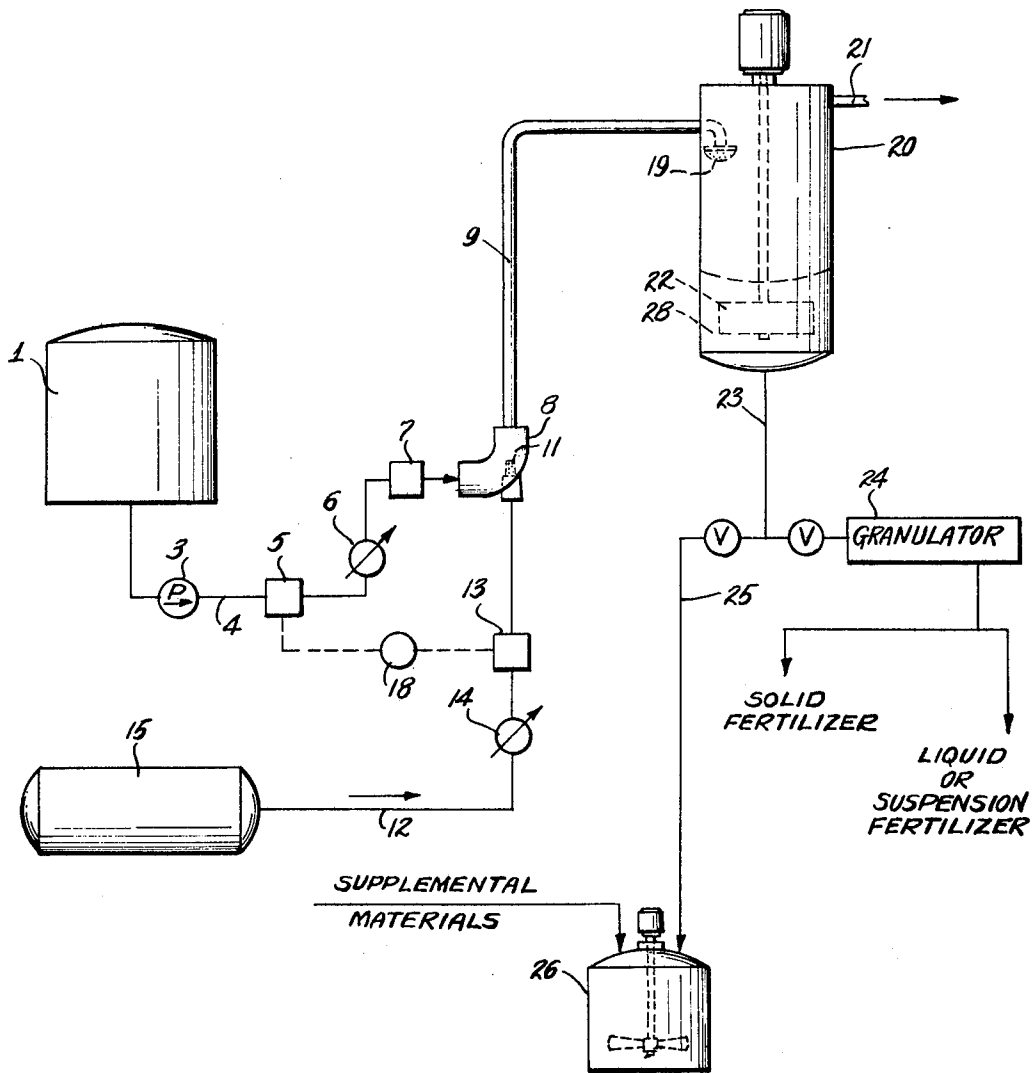 21
20
19
9
22
28
1
8
7
11
23
6
24
V
V
GRANULATOR
3
5
P
4
13
25
18
14
SOLID
FERTILIZER
15
LIQUID
OR
SUSPENSION
FERTILIZER
12
SUPPLEMENTAL
MATERIALS
26